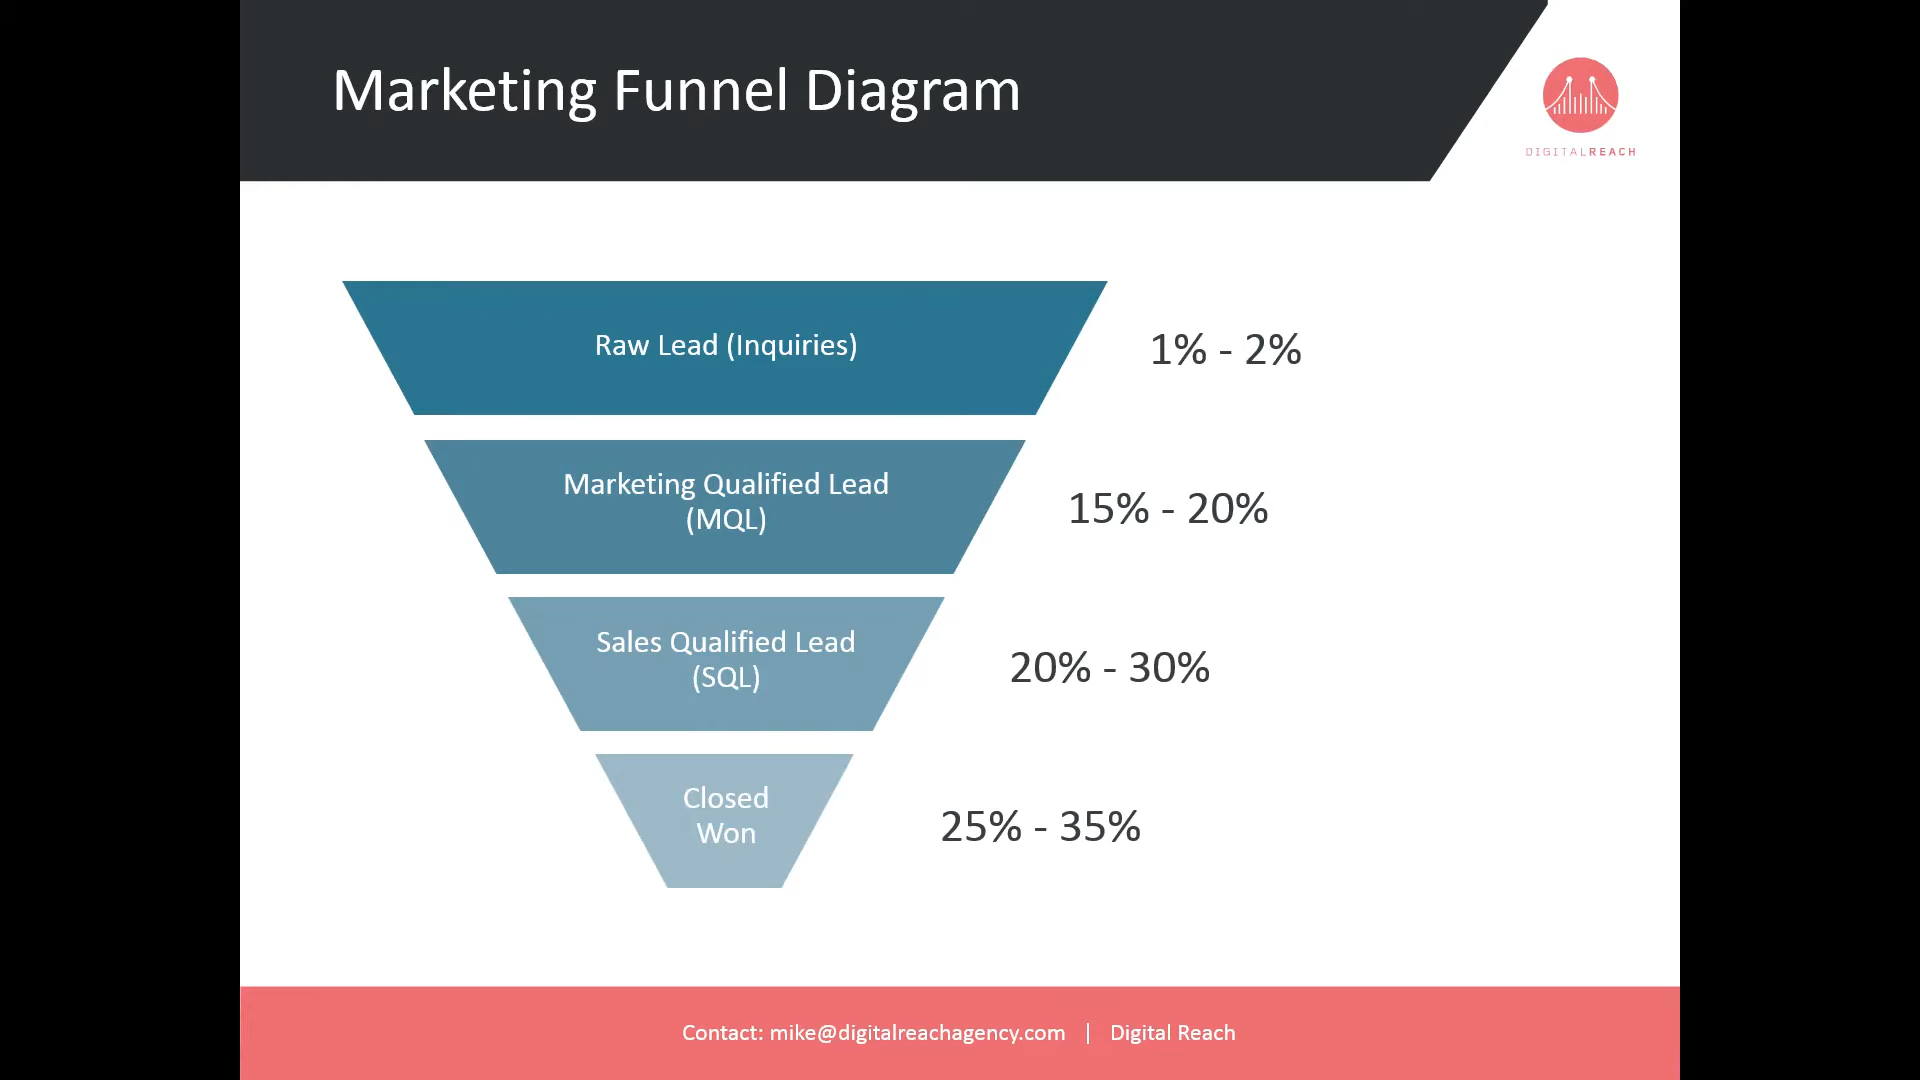 Marketing Funnel Diagram
DIGITALREACH
Raw Lead (Inquiries)
1% - 2%
Marketing Qualified Lead
(MQL)
15% - 20%
Sales Qualified Lead
(SQL)
20% - 30%
Closed
Won
25% - 35%
Contact: mike@digitalreachagency.com | Digital Reach